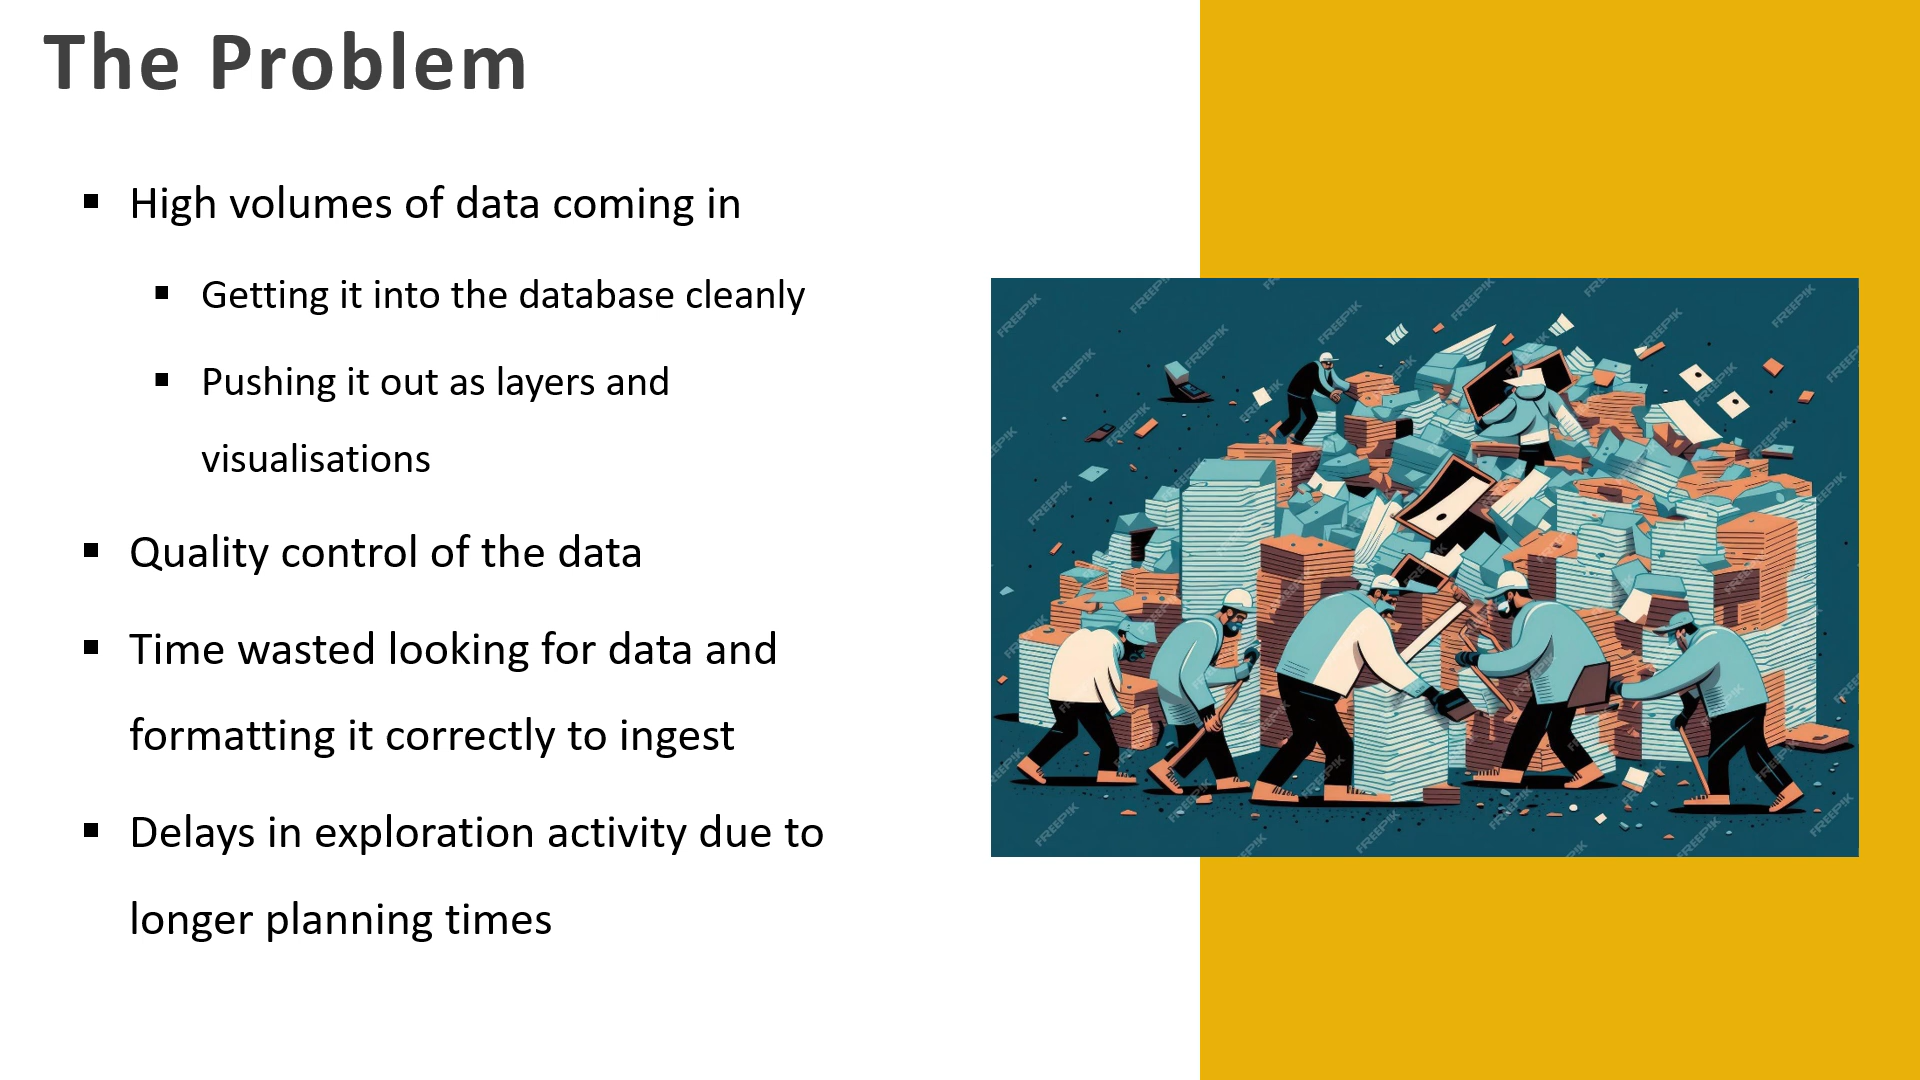 The Problem
▪ High volumes of data coming in
▪ Getting it into the database cleanly
▪ Pushing it out as layers and
visualisations
▪ Quality control of the data
▪ Time wasted looking for data and
formatting it correctly to ingest
▪ Delays in exploration activity due to
longer planning times
FREEPIK